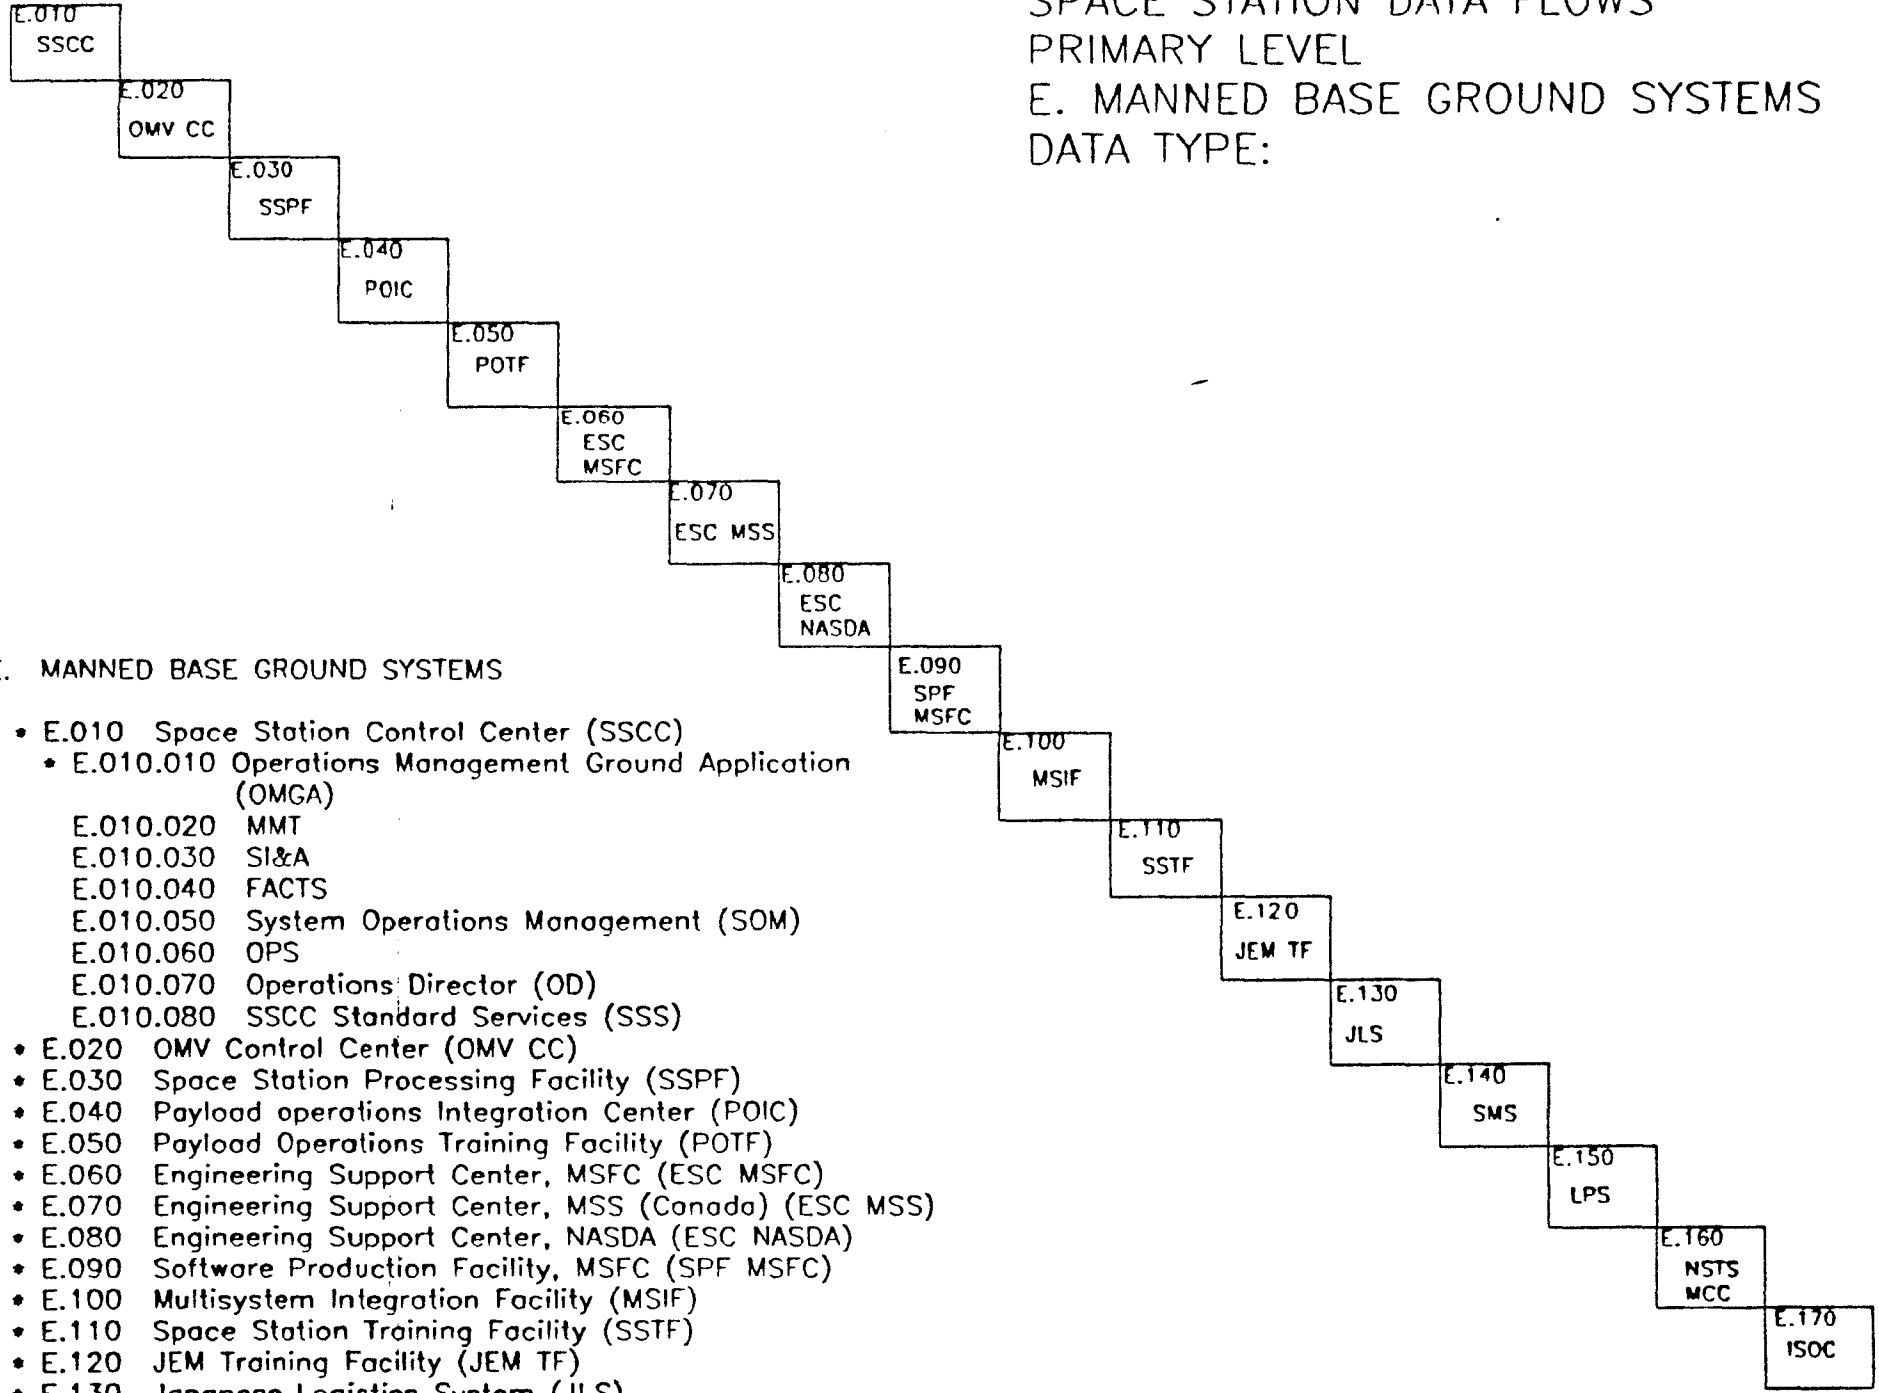 SPACE STATION DATA FLOWS
PRIMARY LEVEL
E. MANNED BASE GROUND SYSTEMS
DATA TYPE:
E.010
SSCC
E.020
OMV CC
E.030
SSPF
E.040
POIC
E.050
POTF
E.060
ESC
MSFC
E.070
ESC MSS
E.080
ESC
NASDA
E.090
SPF
MSFC
E.100
MSIF
E.110
SSTF
E.120
JEM TF
E.130
JLS
E.140
SMS
E.150
LPS
E.160
NSTS
MCC
E.170
ISOC
E. MANNED BASE GROUND SYSTEMS
• E.010 Space Station Control Center (SSCC)
• E.010.010 Operations Management Ground Application
(OMGA)
E.010.020 MMT
E.010.030 SI&A
E.010.040 FACTS
E.010.050 System Operations Management (SOM)
E.010.060 OPS
E.010.070 Operations Director (OD)
E.010.080 SSCC Standard Services (SSS)
• E.020 OMV Control Center (OMV CC)
• E.030 Space Station Processing Facility (SSPF)
• E.040 Payload operations Integration Center (POIC)
• E.050 Payload Operations Training Facility (POTF)
• E.060 Engineering Support Center, MSFC (ESC MSFC)
• E.070 Engineering Support Center, MSS (Canada) (ESC MSS)
• E.080 Engineering Support Center, NASDA (ESC NASDA)
• E.090 Software Production Facility, MSFC (SPF MSFC)
• E.100 Multisystem Integration Facility (MSIF)
• E.110 Space Station Training Facility (SSTF)
• E.120 JEM Training Facility (JEM TF)
• E.130 Japanese Logistics System (JLS)